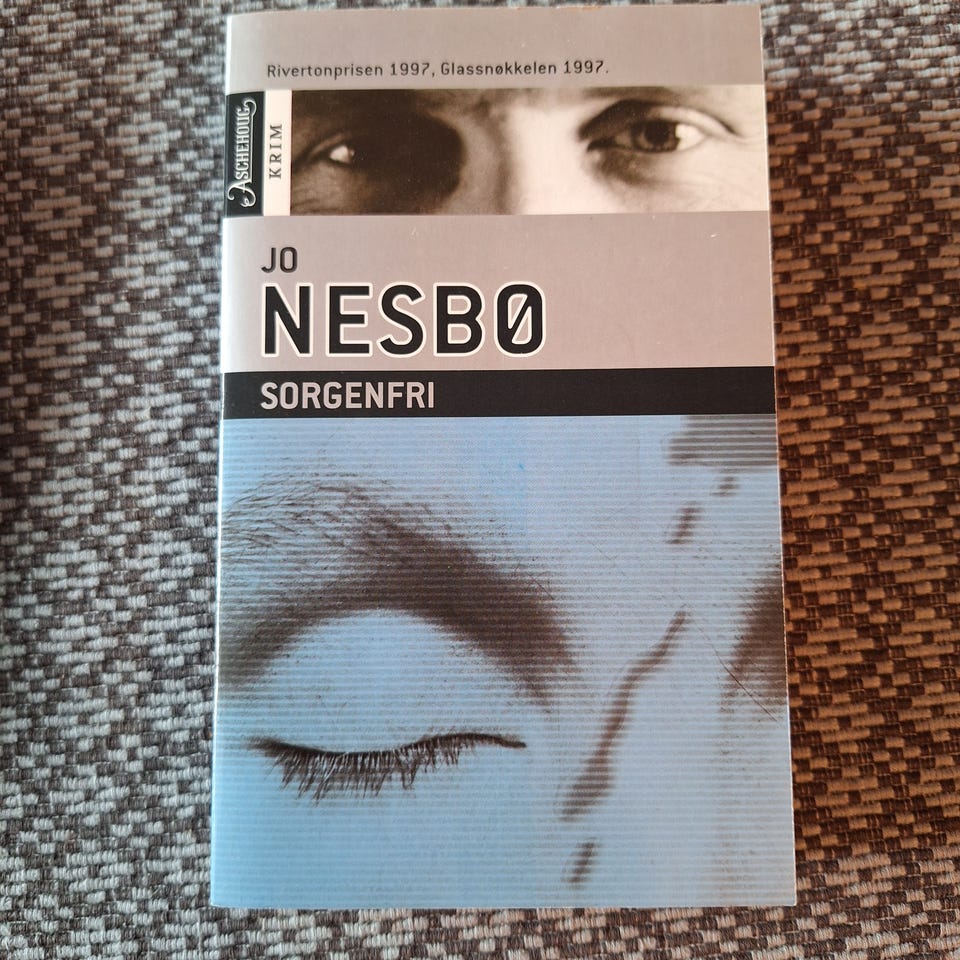 Rivertonprisen 1997, Glassnøkkelen 1997.
ASCHEHOUG
KRIM
JO
NESBØ
SORGENFRI